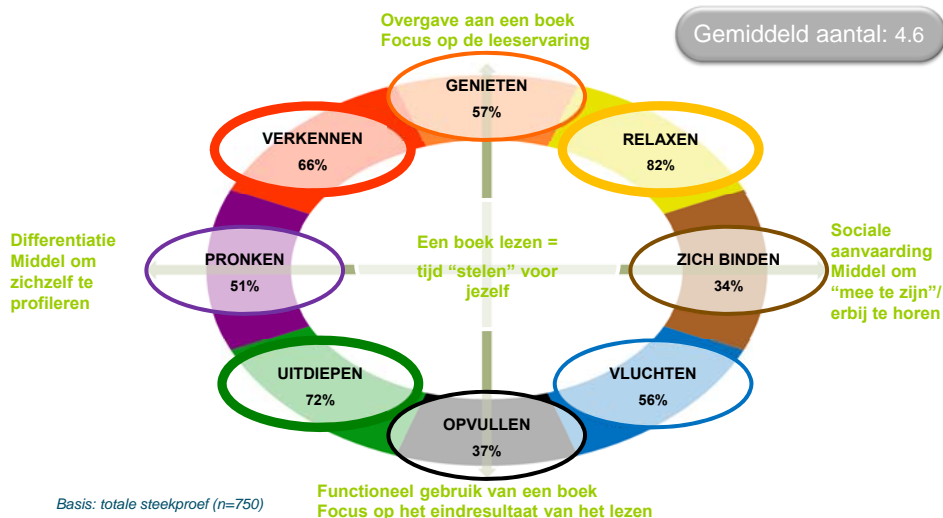 Overgave aan een boek
Focus op de leeservaring
Gemiddeld aantal: 4.6
GENIETEN
57%
VERKENNEN
66%
RELAXEN
82%
Differentiatie
Middel om
zichzelf te
profileren
PRONKEN
51%
Een boek lezen =
tijd “stelen” voor
jezelf
ZICH BINDEN
34%
Sociale
aanvaarding
Middel om
“mee te zijn”/
erbij te horen
UITDIEPEN
72%
VLUCHTEN
56%
OPVULLEN
37%
Basis: totale steekproef (n=750)
Functioneel gebruik van een boek
Focus op het eindresultaat van het lezen